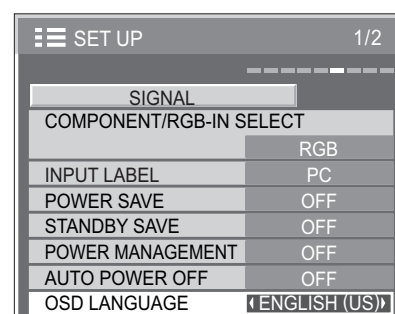 SET UP 1/2
SIGNAL
COMPONENT/RGB-IN SELECT
RGB
INPUT LABEL PC
POWER SAVE OFF
STANDBY SAVE OFF
POWER MANAGEMENT OFF
AUTO POWER OFF OFF
OSD LANGUAGE ENGLISH (US)